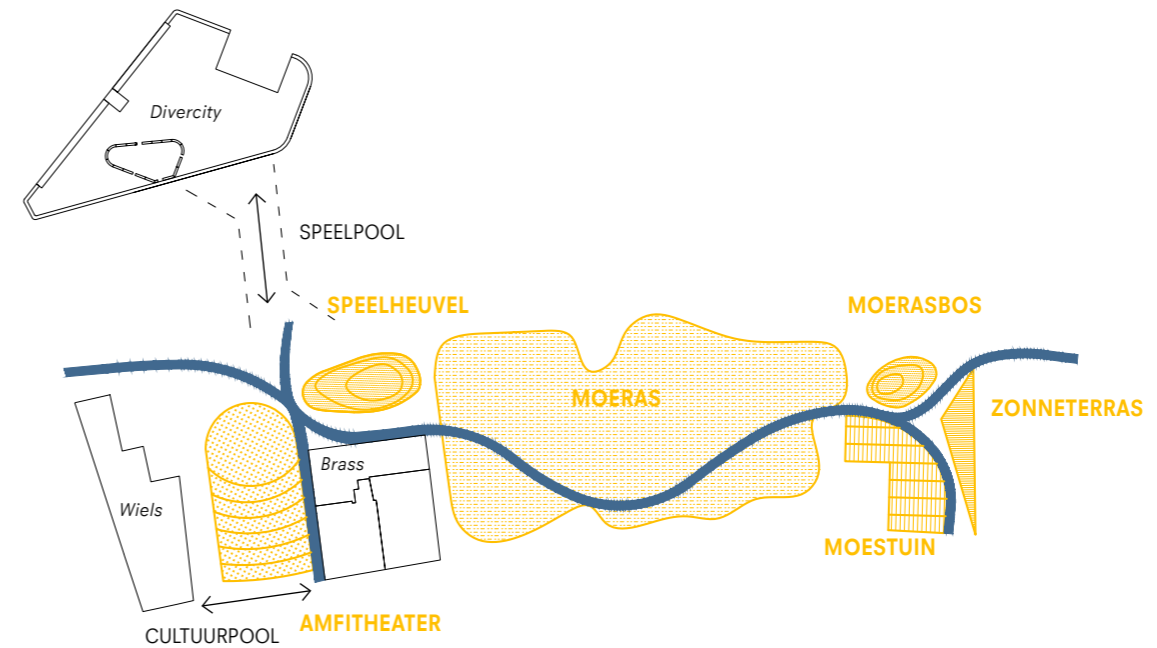 Divercity
SPEELPOOL
SPEELHEUVEL
MOERASBOS
MOERAS
ZONNETERRAS
Brass
Wiels
MOESTUIN
AMFITHEATER
CULTUURPOOL